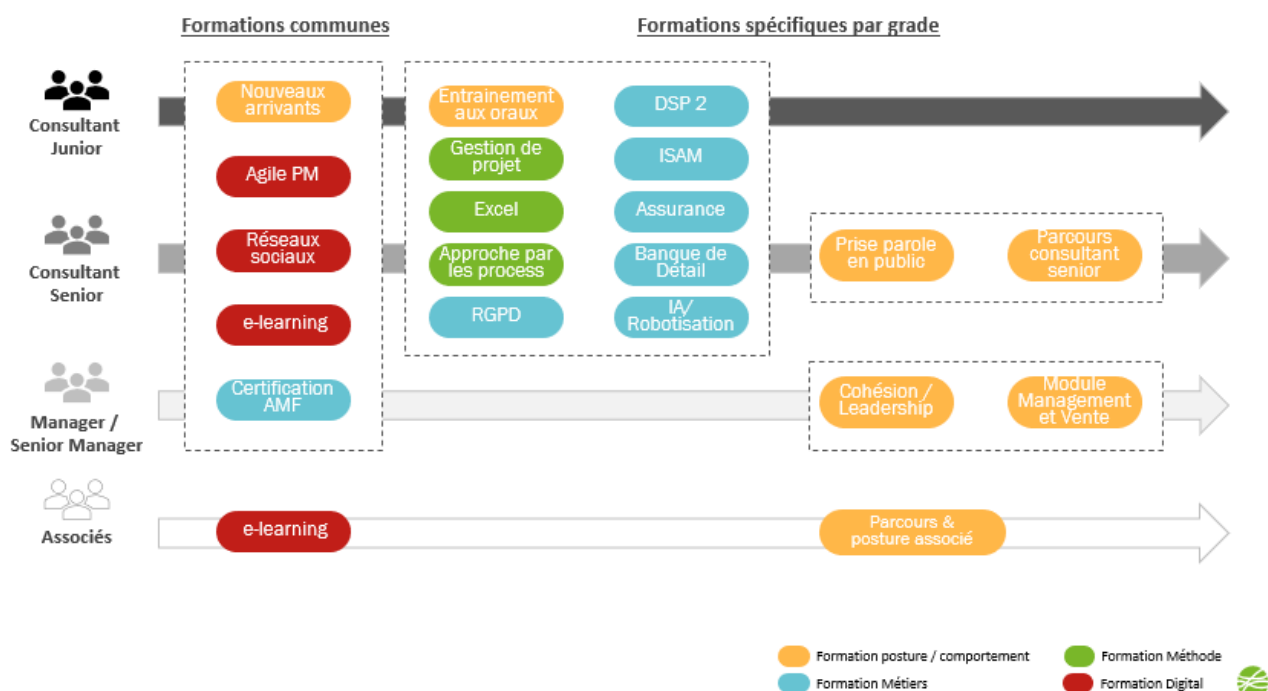 Formations communes
Formations spécifiques par grade
Consultant
Junior
Nouveaux
arrivants
Agile PM
Réseaux
sociaux
e-learning
Certification
AMF
Entrainement
aux oraux
Gestion de
projet
Excel
Approche par
les process
RGPD
DSP 2
ISAM
Assurance
Banque de
Détail
IA/
Robotisation
Consultant
Senior
Prise parole
en public
Parcours
consultant
senior
Manager /
Senior Manager
Cohésion /
Leadership
Module
Management
et Vente
Associés
e-learning
Parcours &
posture associé
Formation posture / comportement
Formation Méthode
Formation Métiers
Formation Digital